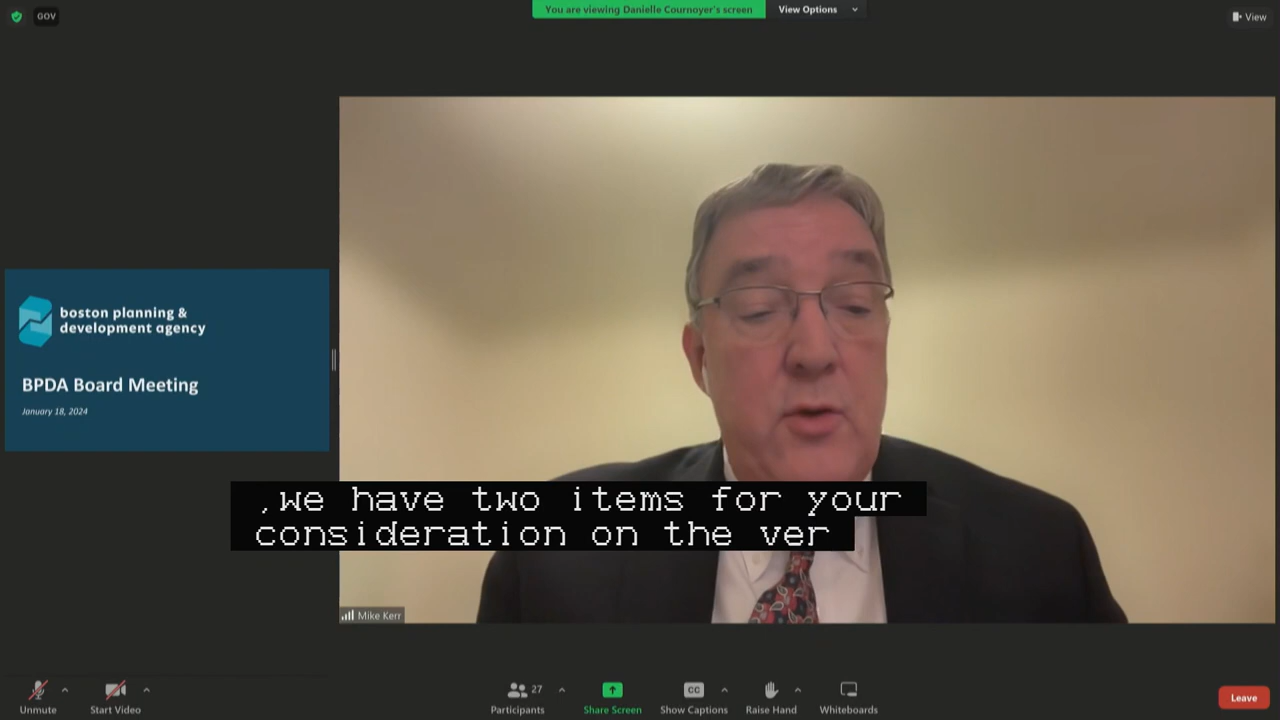 GOV
You are viewing Danielle Cournoyer's screen
View Options
View
boston planning &
development agency
BPDA Board Meeting
January 18, 2024
,we have two items for your
consideration on the ver
Mike Kerr
Unmute
Start Video
27
Participants
Share Screen
CC
Show Captions
Raise Hand
Whiteboards
Leave